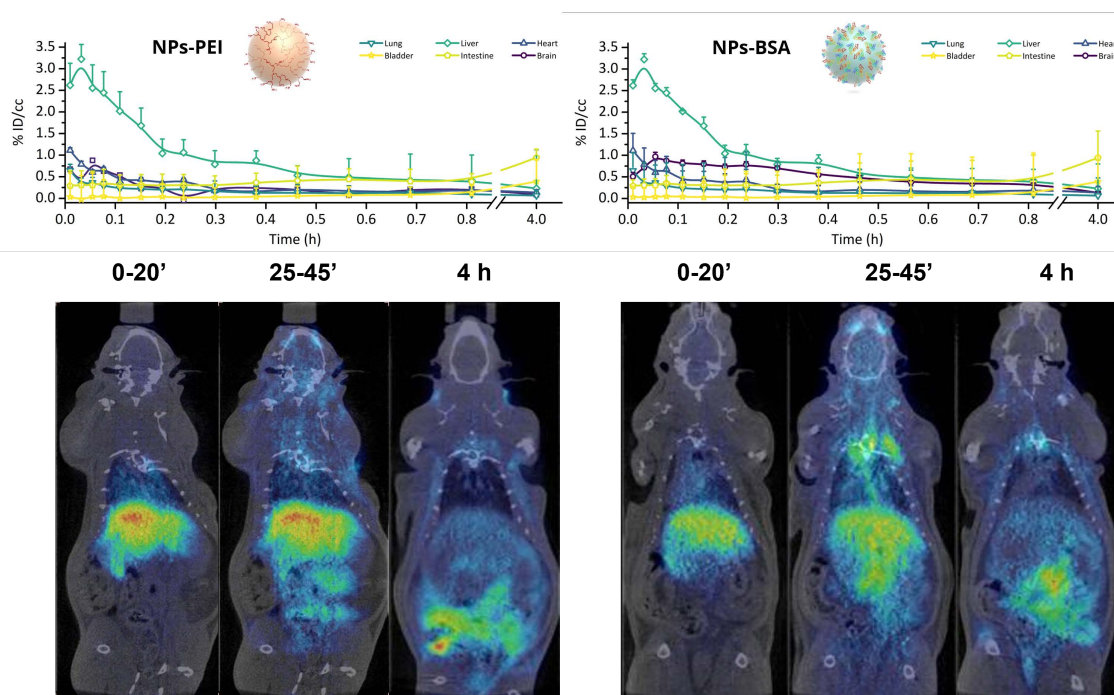 NPs-PEI
Lung Liver Heart
Bladder Intestine Brain
% ID/cc
3.5
3.0
2.5
2.0
1.5
1.0
0.5
0.0
0.0 0.1 0.2 0.3 0.4 0.5 0.6 0.7 0.8 4.0
Time (h)
NPs-BSA
Lung Liver Hear
Bladder Intestine Brain
% ID/cc
3.5
3.0
2.5
2.0
1.5
1.0
0.5
0.0
0.0 0.1 0.2 0.3 0.4 0.5 0.6 0.7 0.8 4.0
Time (h)
0-20’ 25-45’ 4 h
0-20’ 25-45’ 4 h